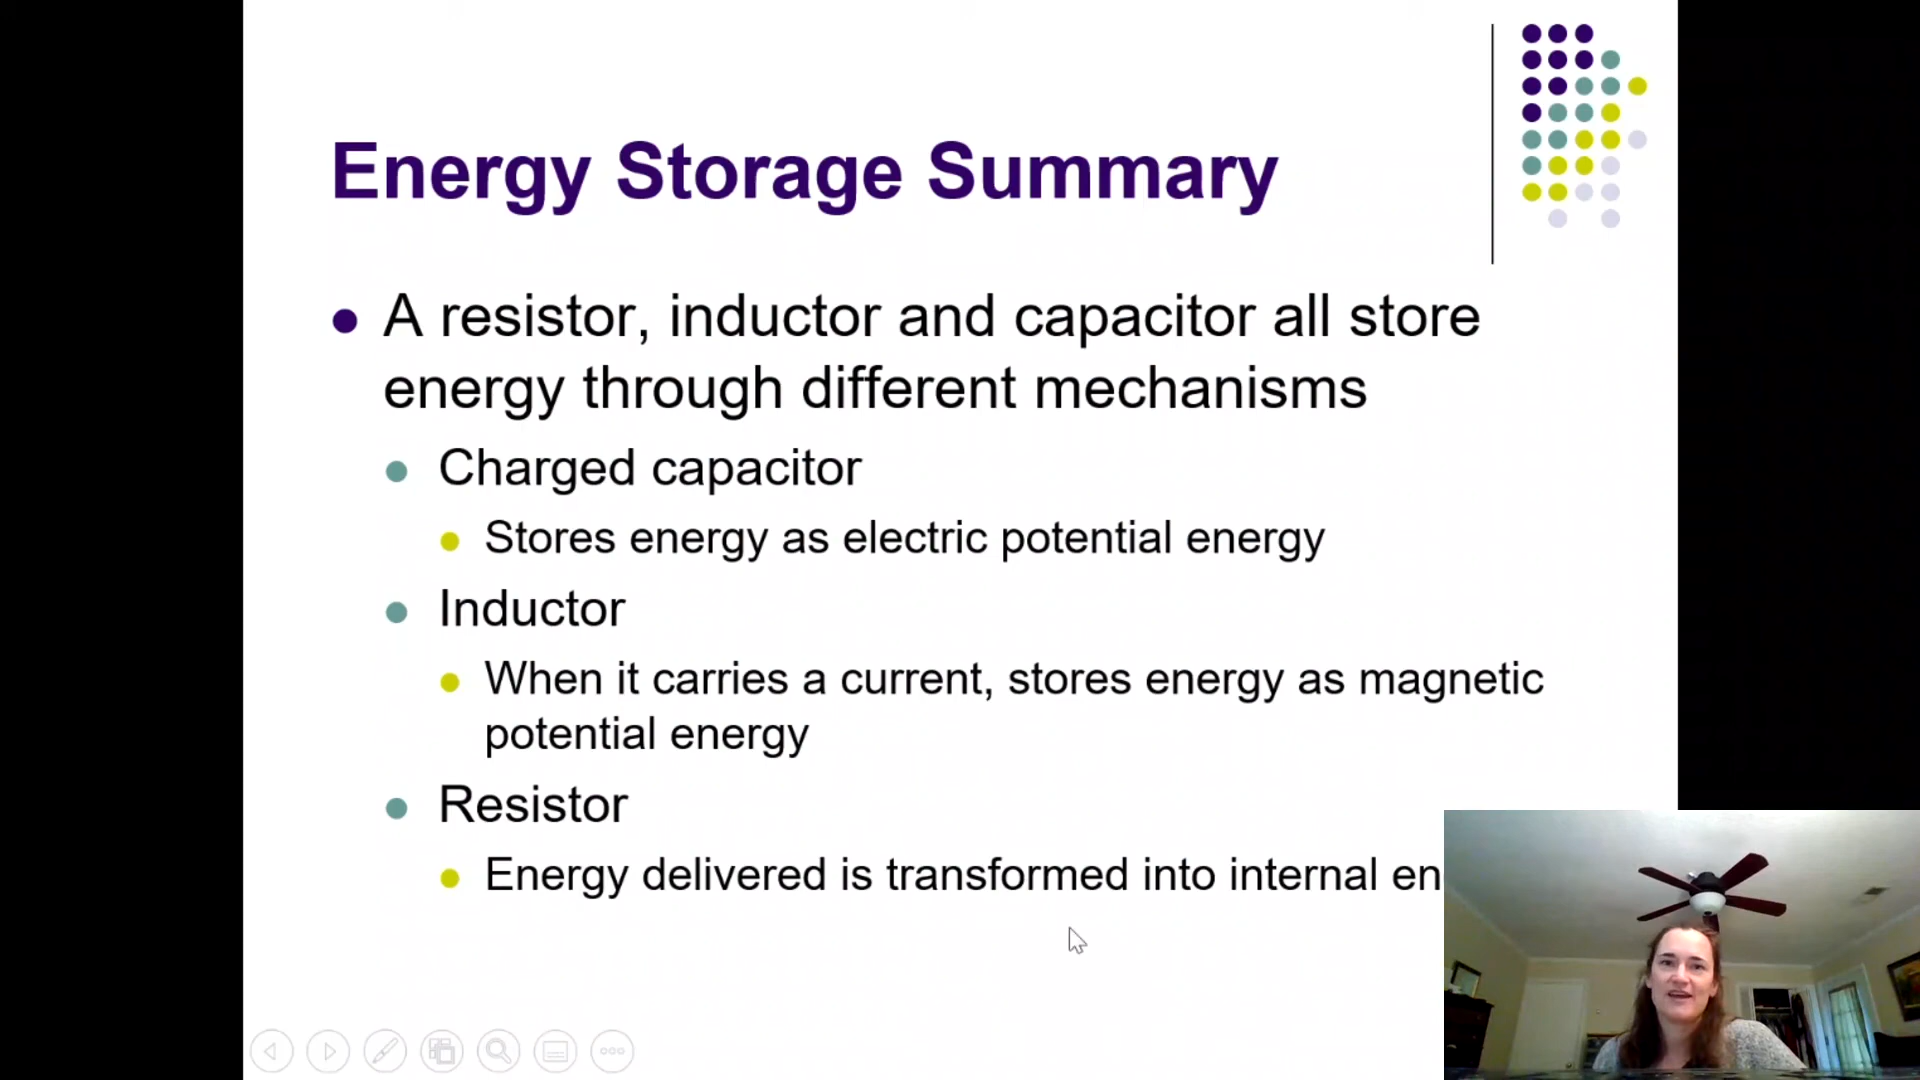 Energy Storage Summary
A resistor, inductor and capacitor all store
energy through different mechanisms
Charged capacitor
Stores energy as electric potential energy
Inductor
When it carries a current, stores energy as magnetic
potential energy
Resistor
Energy delivered is transformed into internal